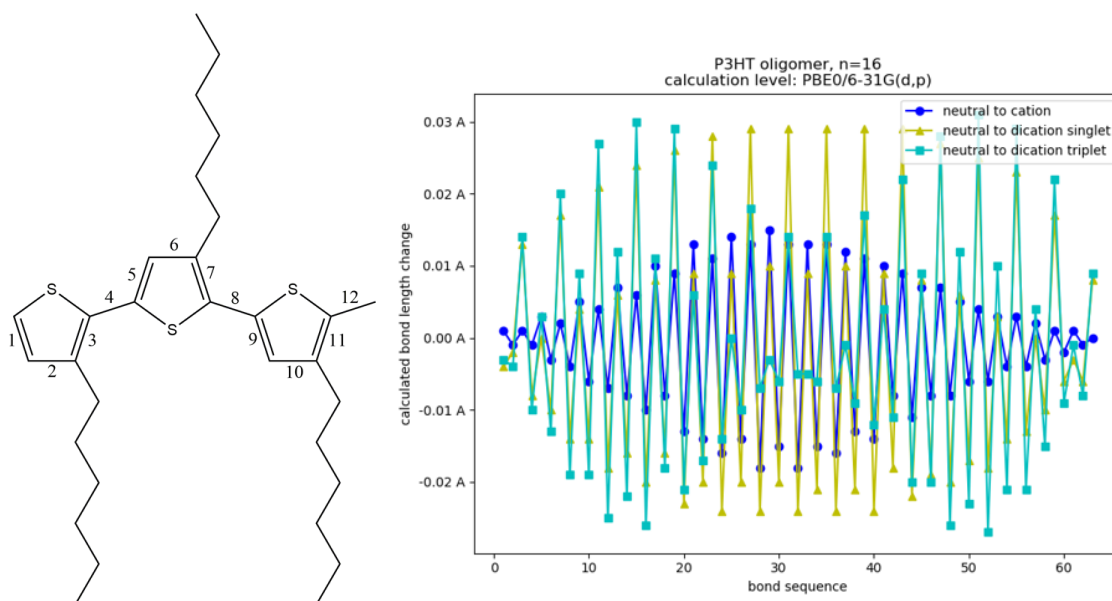 6
7
5
4
8
12
S
S
S
1
3
9
11
2
10
P3HT oligomer, n=16
calculation level: PBE0/6-31G(d,p)
neutral to cation
neutral to dication singlet
neutral to dication triplet
calculated bond length change
0.03 A
0.02 A
0.01 A
0.00 A
-0.01 A
-0.02 A
0
10
20
30
40
50
60
bond sequence